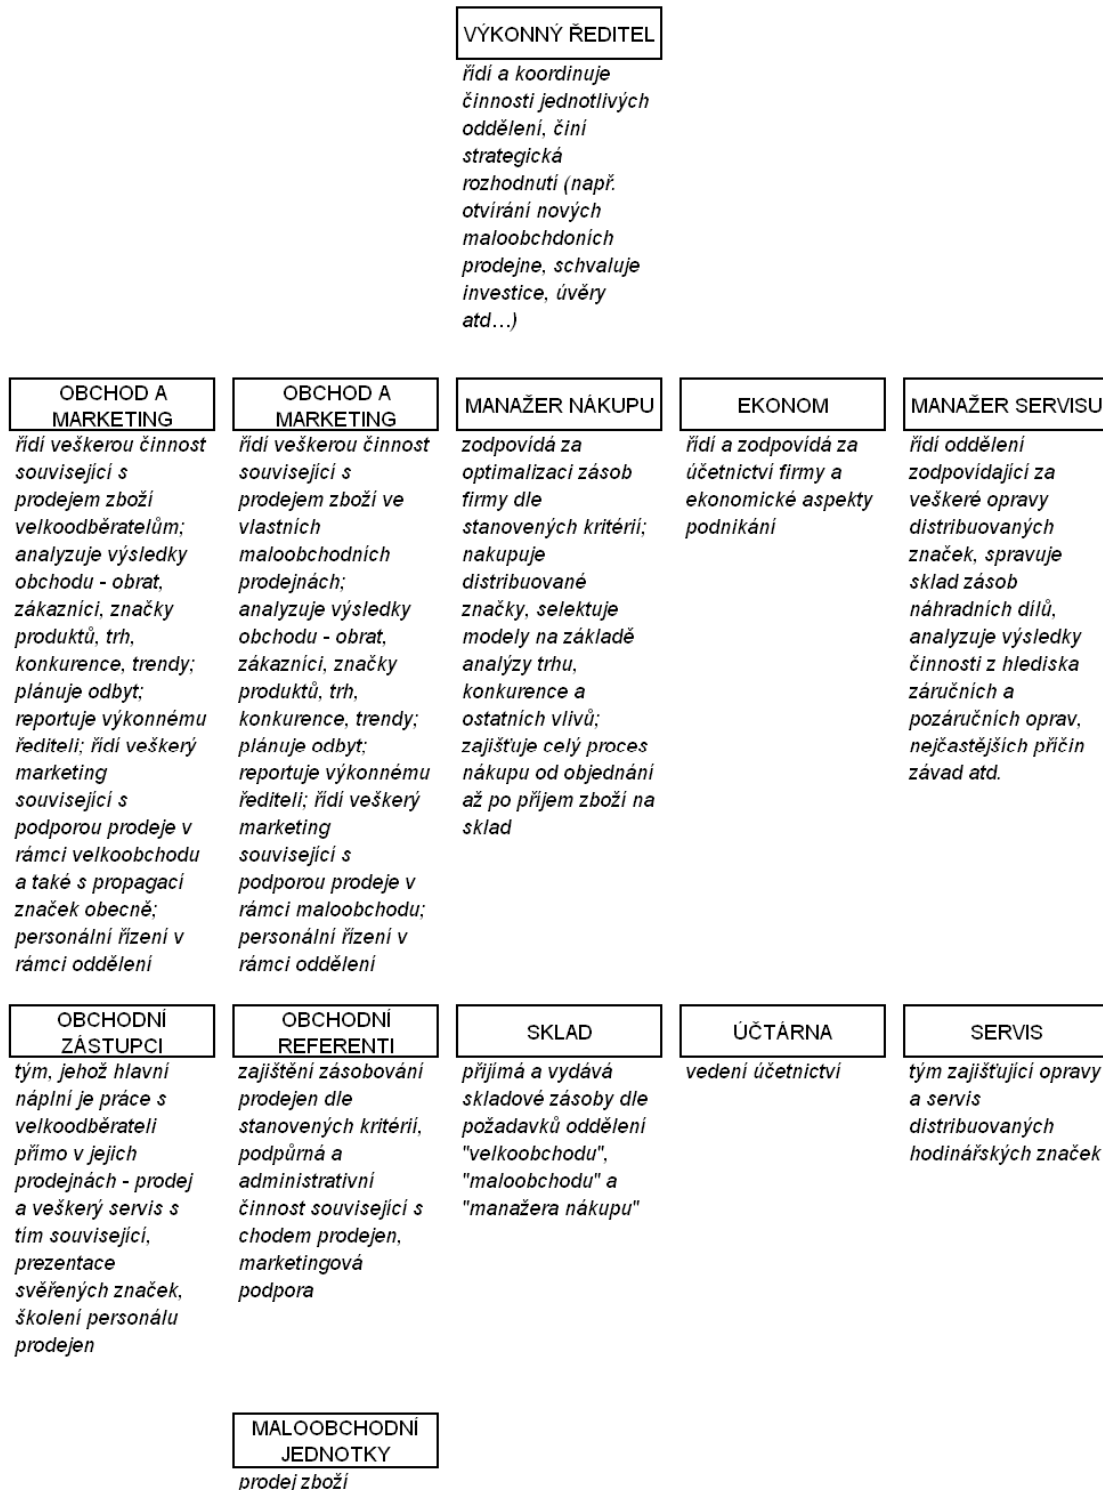 VÝKONNÝ ŘEDITEL
řídí a koordinuje
činnosti jednotlivých
oddělení, činí
strategická
rozhodnutí (např.
otvírání nových
maloobchdoních
prodejne, schvaluje
investice, úvěry
atd...)
OBCHOD A
MARKETING
řídí veškerou činnost
související s
prodejem zboží
velkoodběratelům;
analyzuje výsledky
obchodu - obrat,
zákazníci, značky
produktů, trh,
konkurence, trendy;
plánuje odbyt;
reportuje výkonnému
řediteli; řídí veškerý
marketing
související s
podporou prodeje v
rámci velkoobchodu
a také s propagací
značek obecně;
personální řízení v
rámci oddělení
OBCHOD A
MARKETING
řídí veškerou činnost
související s
prodejem zboží ve
vlastních
maloobchodních
prodejnách;
analyzuje výsledky
obchodu - obrat,
zákazníci, značky
produktů, trh,
konkurence, trendy;
plánuje odbyt;
reportuje výkonnému
řediteli; řídí veškerý
marketing
související s
podporou prodeje v
rámci maloobchodu;
personální řízení v
rámci oddělení
MANAŽER NÁKUPU
zodpovídá za
optimalizaci zásob
firmy dle
stanovených kritérií;
nakupuje
distribuované
značky, selektuje
modely na základě
analýzy trhu,
konkurence a
ostatních vlivů;
zajišťuje celý proces
nákupu od objednání
až po příjem zboží na
sklad
EKONOM
řídí a zodpovídá za
účetnictví firmy a
ekonomické aspekty
podnikání
MANAŽER SERVISU
řídí oddělení
zodpovídající za
veškeré opravy
distribuovaných
značek, spravuje
sklad zásob
náhradních dílů,
analyzuje výsledky
činnosti z hlediska
záručních a
pozáručních oprav,
nejčastějších příčin
závad atd.
OBCHODNÍ
ZÁSTUPCI
tým, jehož hlavní
náplní je práce s
velkoodběrateli
přímo v jejich
prodejnách - prodej
a veškerý servis s
tím související,
prezentace
svěřených značek,
školení personálu
prodejen
OBCHODNÍ
REFERENTI
zajištění zásobování
prodejen dle
stanovených kritérií,
podpůrná a
administrativní
činnost související s
chodem prodejen,
marketingová
podpora
SKLAD
přijímá a vydává
skladové zásoby dle
požadavků oddělení
"velkoobchodu",
"maloobchodu" a
"manažera nákupu"
ÚČTÁRNA
vedení účetnictví
SERVIS
tým zajišťující opravy
a servis
distribuovaných
hodinářských značek
MALOOBCHODNÍ
JEDNOTKY
prodej zboží